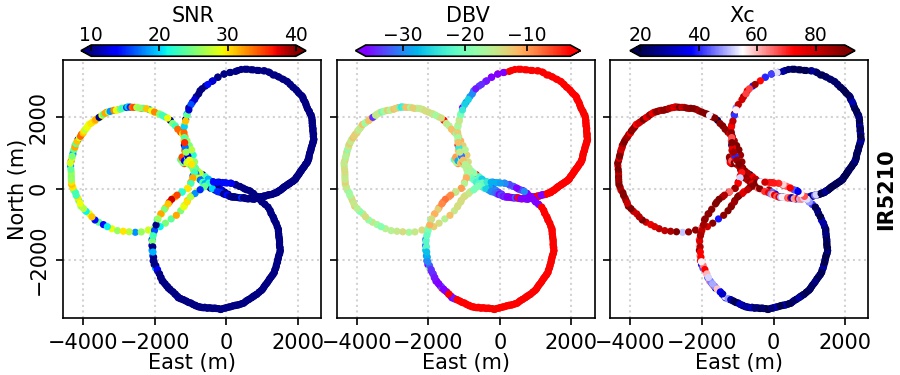 SNR DBV Xc
10 20 30 40 −30 −20 −10 20 40 60 80
North (m)
2000
0
−2000
IR5210
−4000 −2000 0 2000 −4000 −2000 0 2000 −4000 −2000 0 2000
East (m) East (m) East (m)